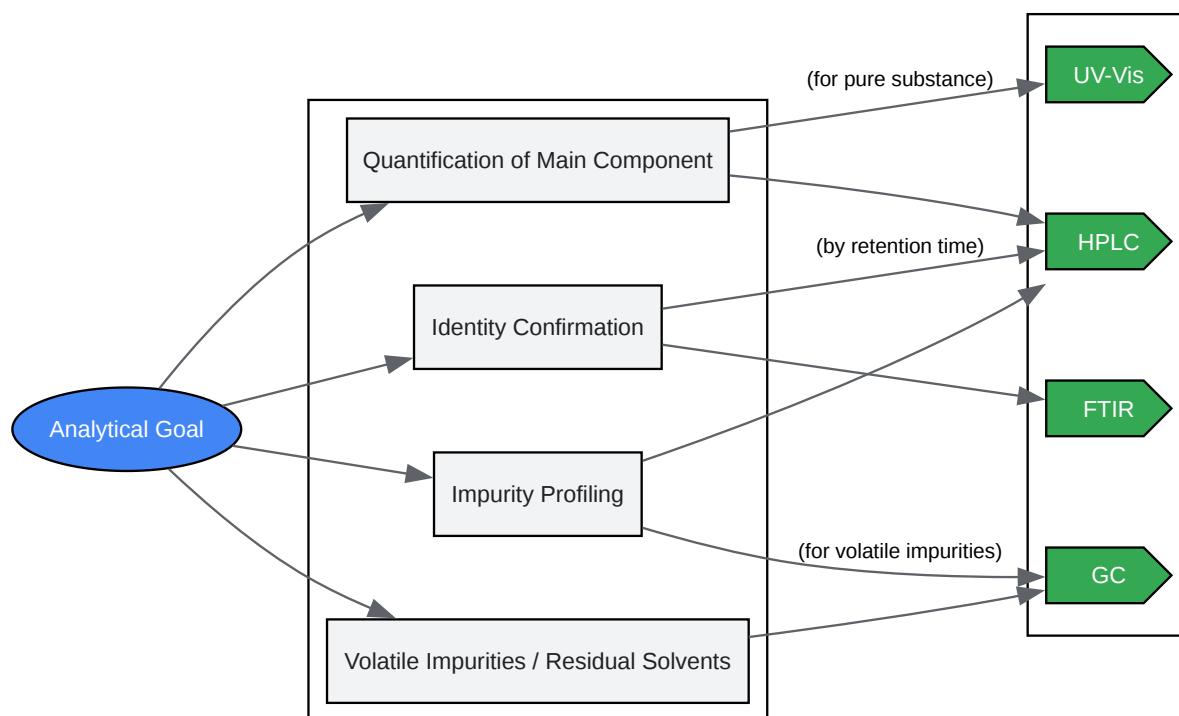 Analytical Goal
Quantification of Main Component
Identity Confirmation
Impurity Profiling
Volatile Impurities / Residual Solvents
(for pure substance)
(by retention time)
(for volatile impurities)
UV-Vis
HPLC
FTIR
GC